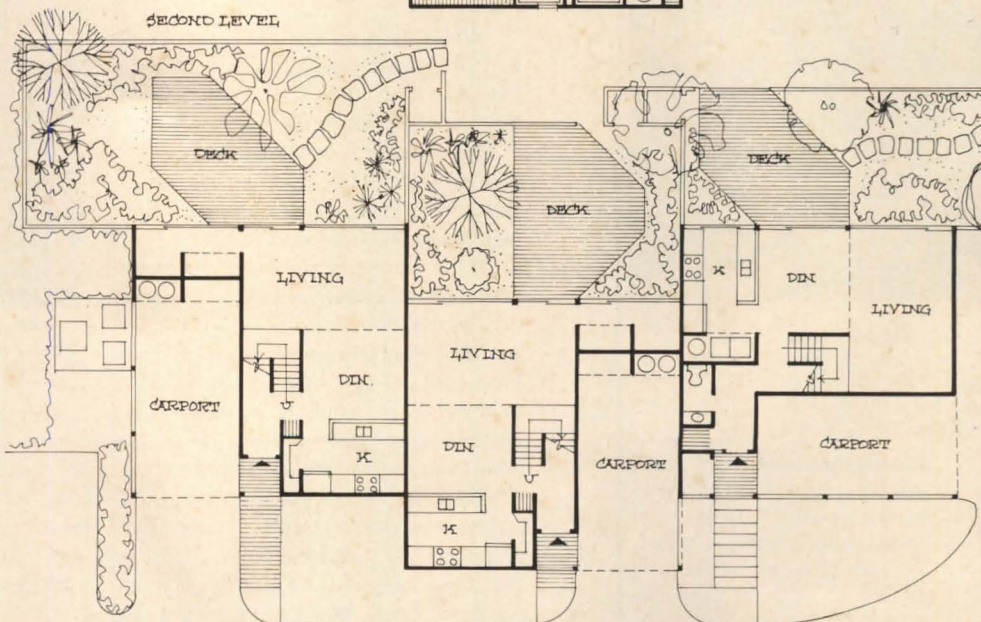 SECOND LEVEL
DECK
DECK
DECK
LIVING
K
DIN
LIVING
LIVING
DIN.
CARPORT
K
DIN
CARPORT
CARPORT
K